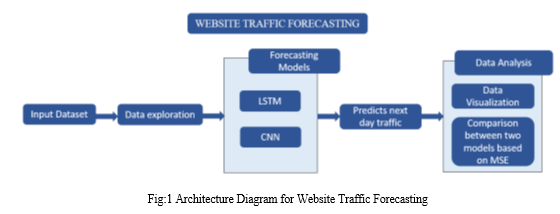 WEBSITE TRAFFIC FORECASTING
Input Dataset
Data exploration
Forecasting
Models
LSTM
CNN
Predicts next
day traffic
Data Analysis
Data
Visualization
Comparison
between two
models based
on MSE
Fig:1 Architecture Diagram for Website Traffic Forecasting